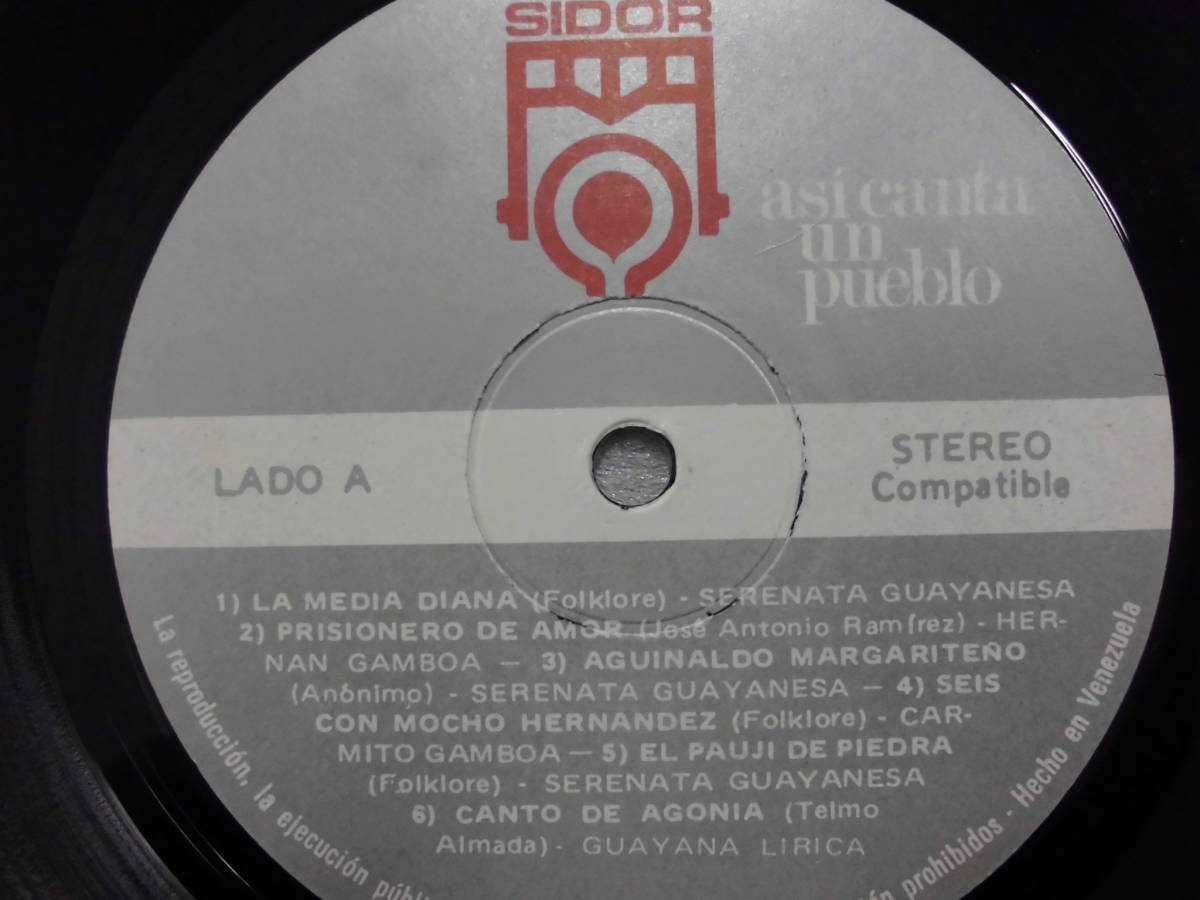 SIDOR
así canta
un
pueblo
LADO A
STEREO
Compatible
1) LA MEDIA DIANA (Folklore) - SERENATA GUAYANESA
2) PRISIONERO DE AMOR (José Antonio Ramírez) - HER-
NAN GAMBOA — 3) AGUINALDO MARGARITEÑO
(Anónimo) - SERENATA GUAYANESA — 4) SEIS
CON MOCHO HERNANDEZ (Folklore) - CAR-
MITO GAMBOA — 5) EL PAUJI DE PIEDRA
(Folklore) - SERENATA GUAYANESA
6) CANTO DE AGONIA (Telmo
Almada) - GUAYANA LIRICA
La reproducción, la ejecución públi
ón prohibidos - Hecho en Venezuela